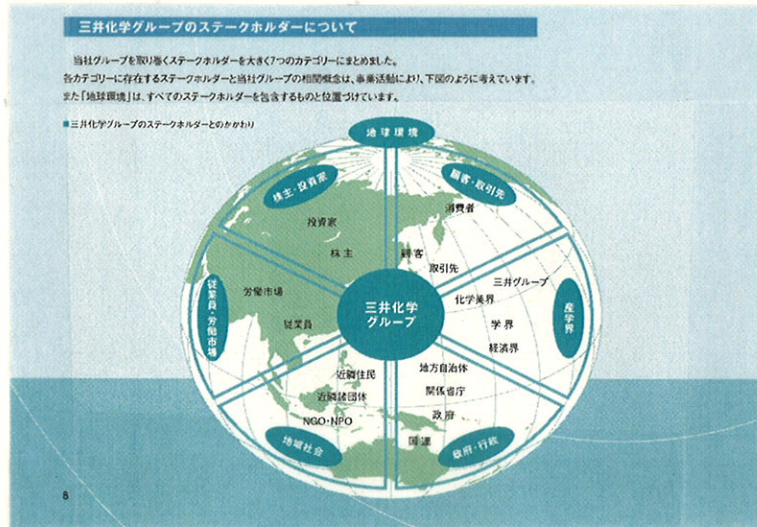 三井化学グループのステークホルダーについて
当社グループを取り巻くステークホルダーを大きく7つのカテゴリーにまとめました。
各カテゴリーに存在するステークホルダーと当社グループの相関概念は、事業活動により、下図のように考えています。
また「地球環境」は、すべてのステークホルダーを包含するものと位置づけています。
■三井化学グループのステークホルダーとのかかわり
地球環境
株主・投資家
顧客・取引先
消費者
投資家
株主
顧客
取引先
従業員・労働市場
労働市場
従業員
三井化学
グループ
三井グループ
化学業界
学界
経済界
産学界
近隣住民
近隣諸団体
NGO・NPO
地域社会
地方自治体
関係省庁
政府
国連
政府・行政
8